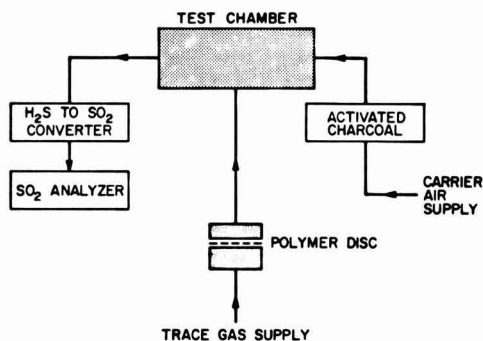 TEST CHAMBER
H₂S TO SO₂
CONVERTER
SO₂ ANALYZER
ACTIVATED
CHARCOAL
CARRIER
AIR
SUPPLY
POLYMER DISC
TRACE GAS SUPPLY